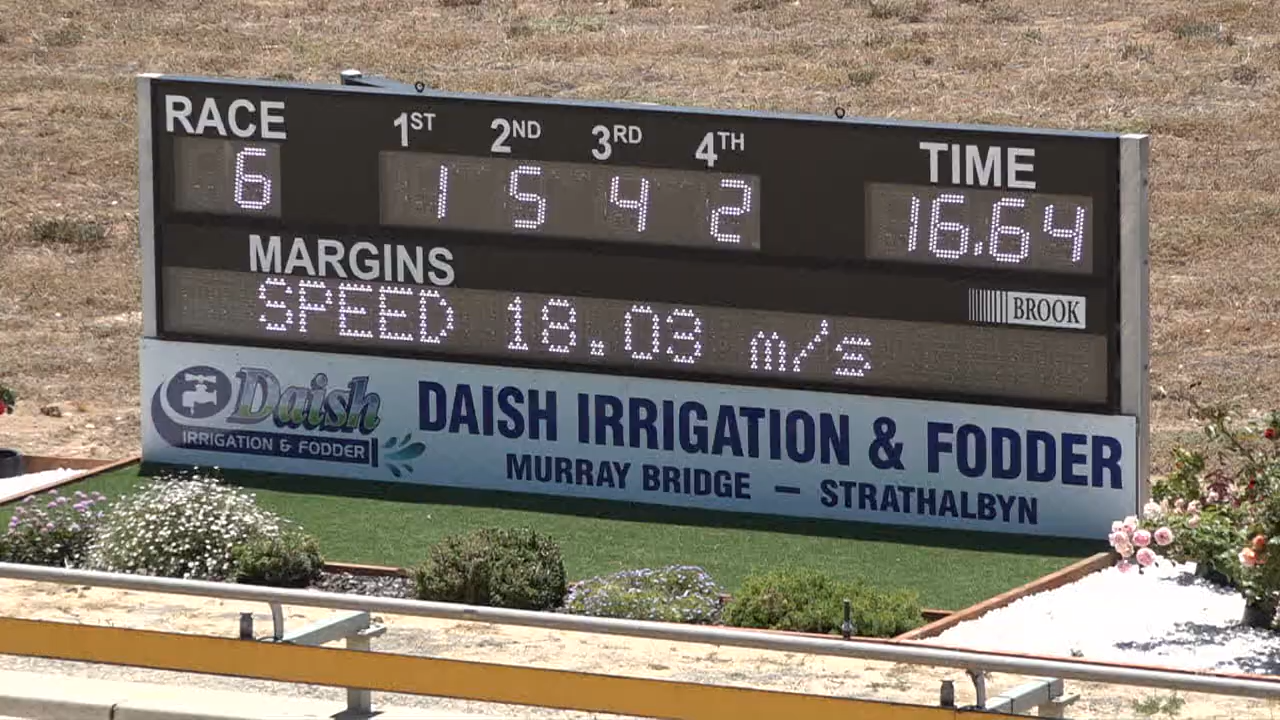 RACE 1ST 2ND 3RD 4TH TIME
6 1 5 4 2 16.64
MARGINS
BROOK
SPEED 18.03 m/s
Daish
IRRIGATION & FODDER
DAISH IRRIGATION & FODDER
MURRAY BRIDGE — STRATHALBYN